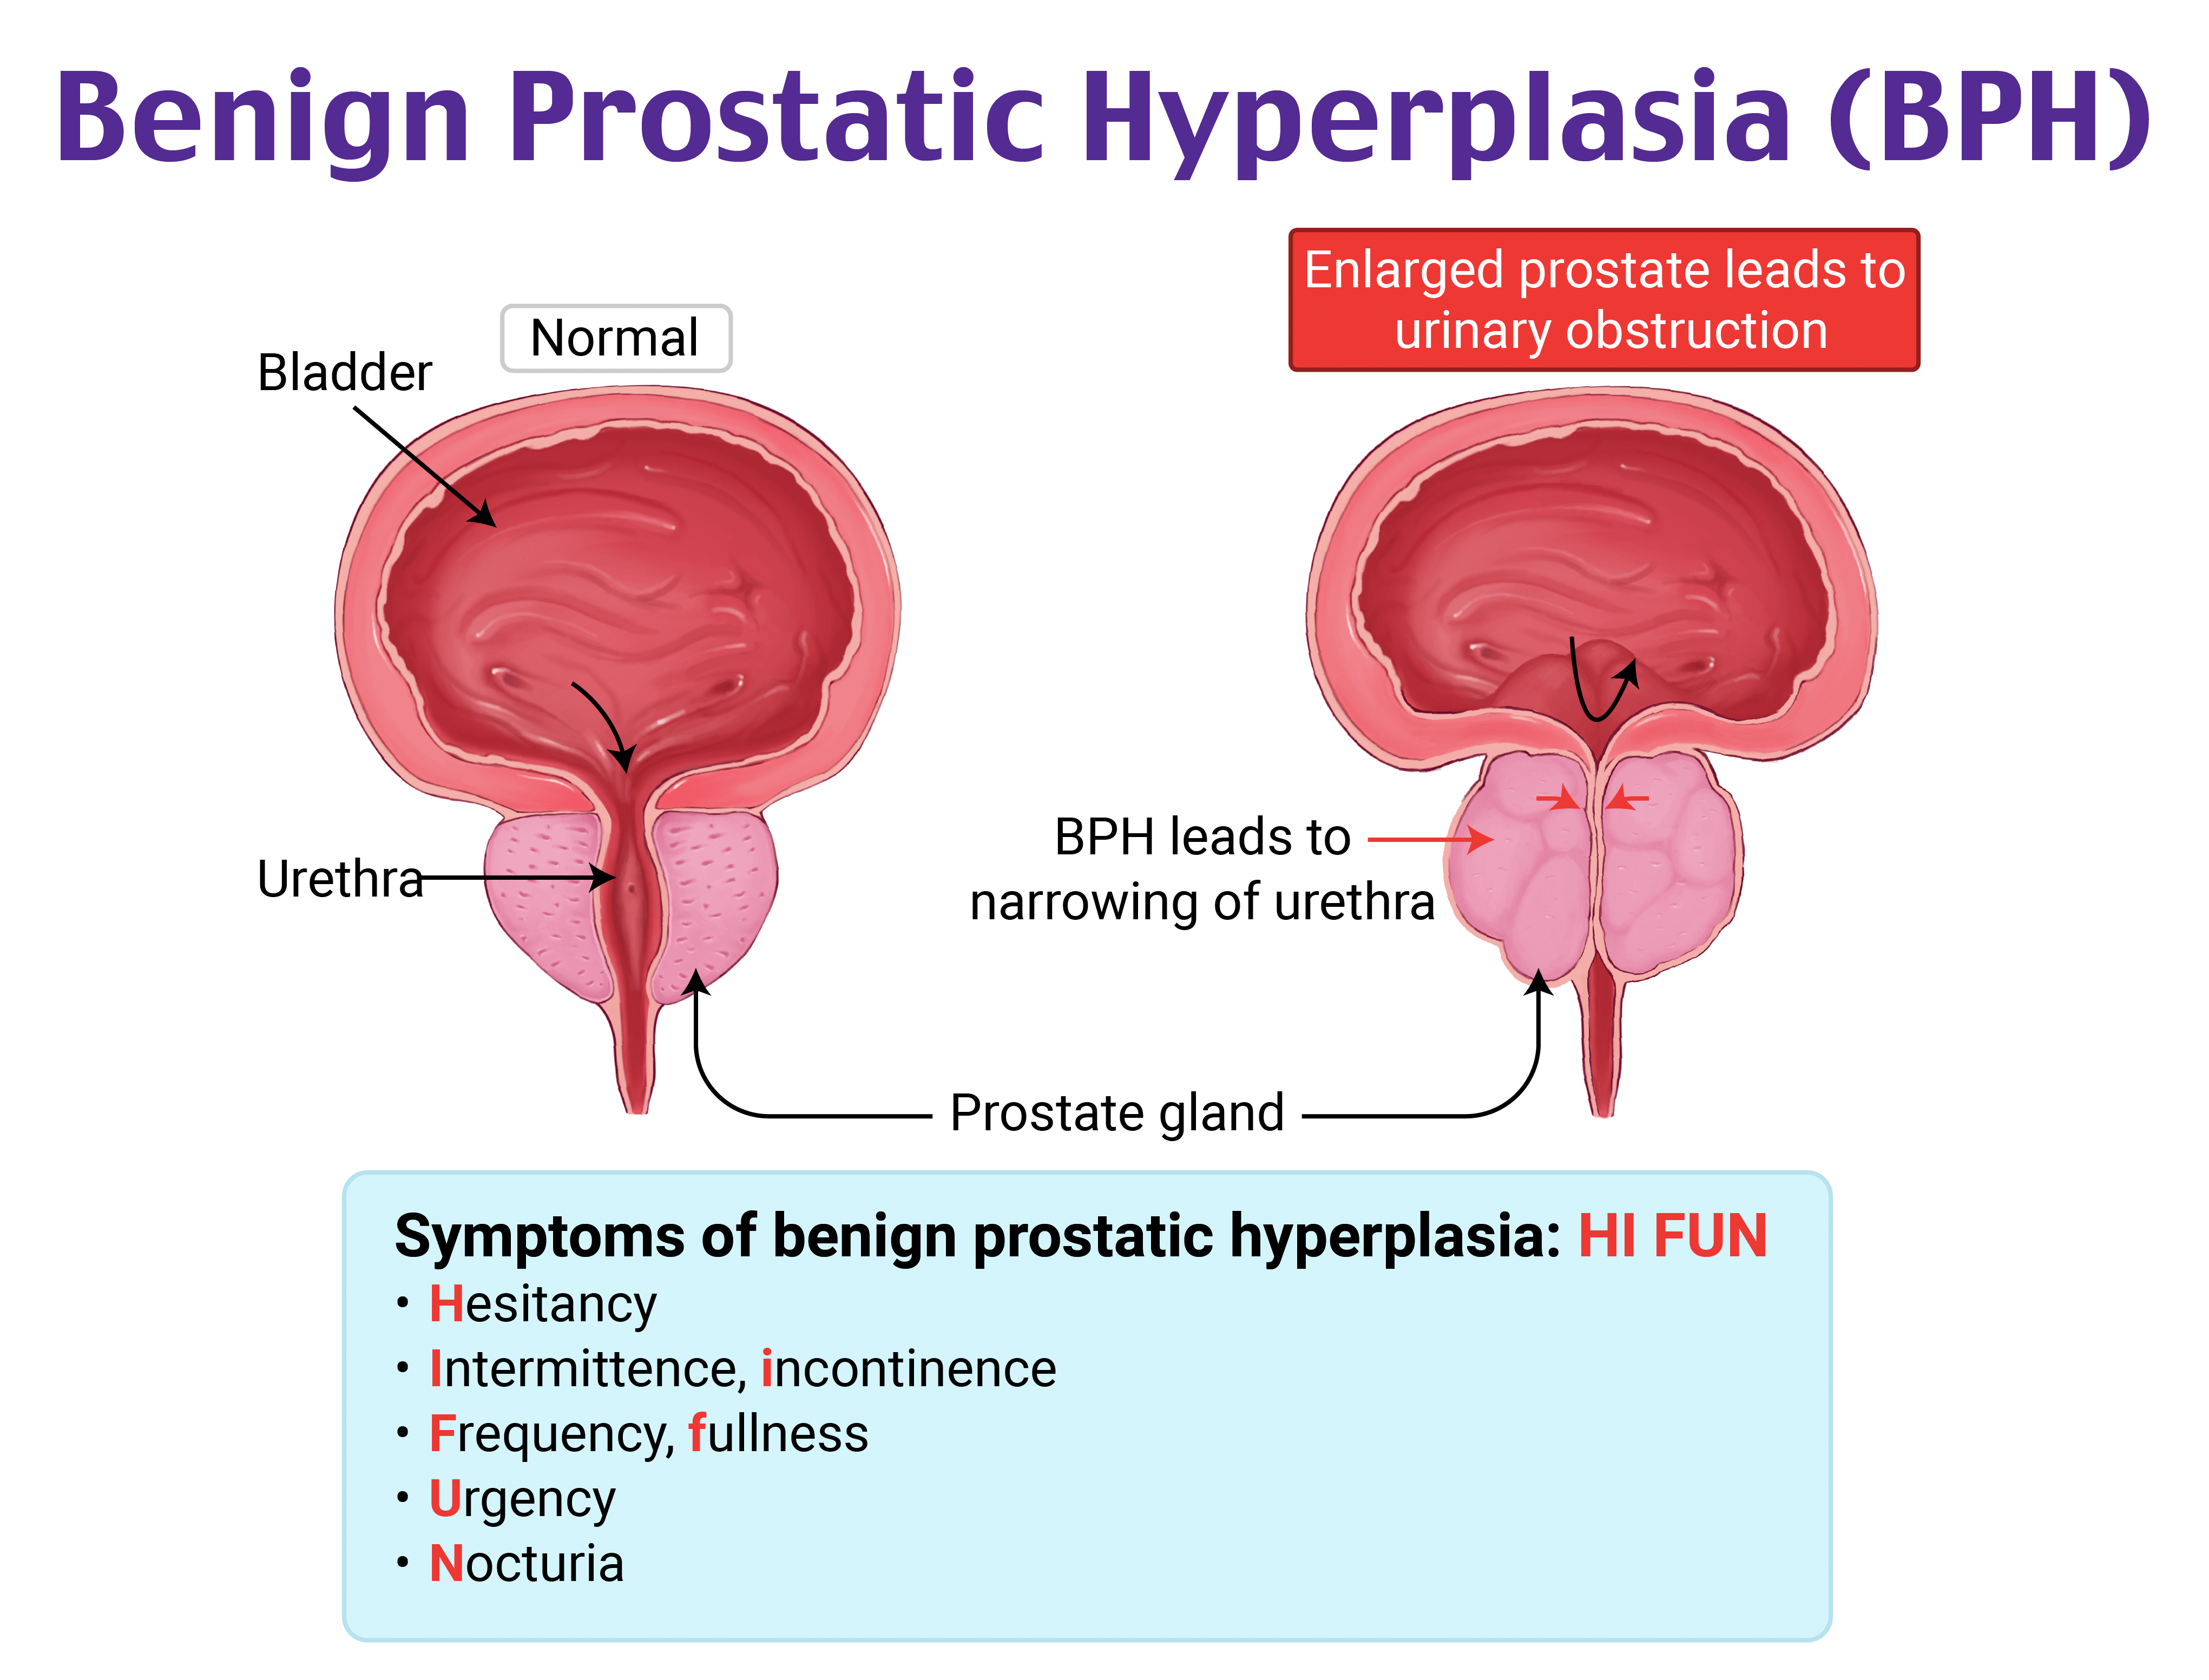 Benign Prostatic Hyperplasia (BPH)
Normal
Bladder
Urethra
Enlarged prostate leads to
urinary obstruction
BPH leads to
narrowing of urethra
Prostate gland
Symptoms of benign prostatic hyperplasia: HI FUN
• Hesitancy
• Intermittence, incontinence
• Frequency, fullness
• Urgency
• Nocturia